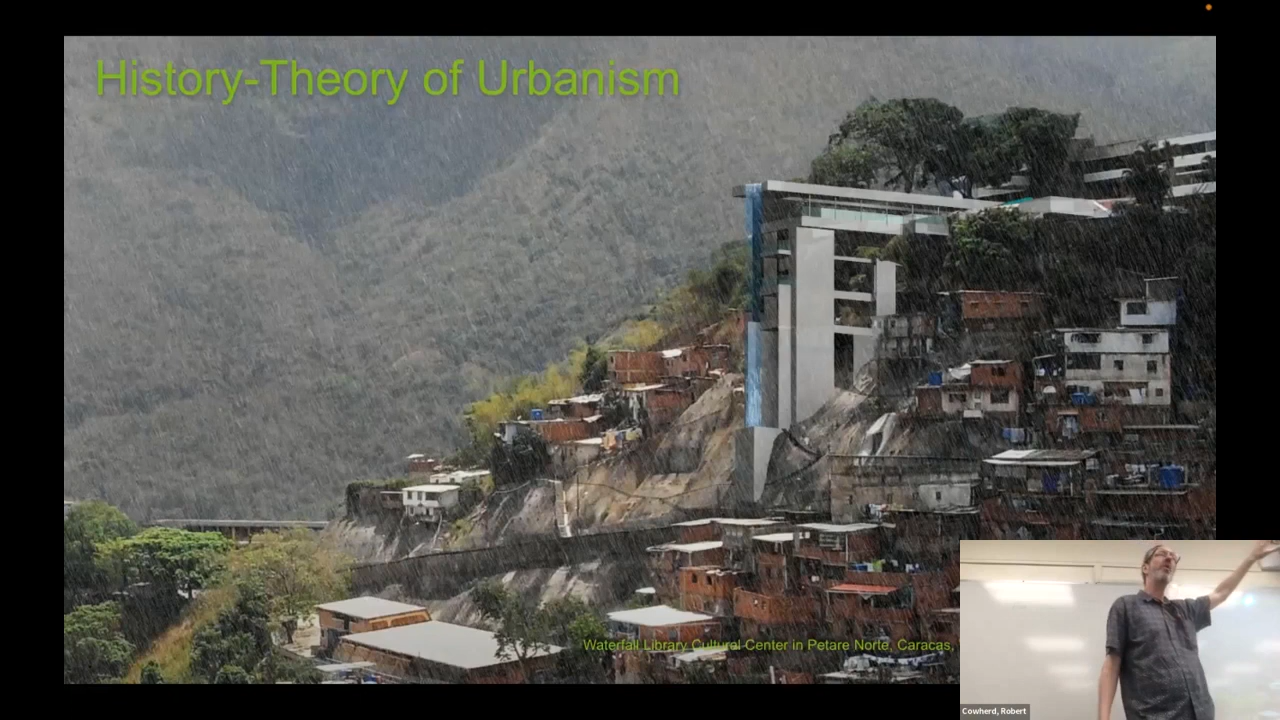 History-Theory of Urbanism
Waterfall Library Cultural Center in Petare Norte, Caracas,
Cowherd, Robert